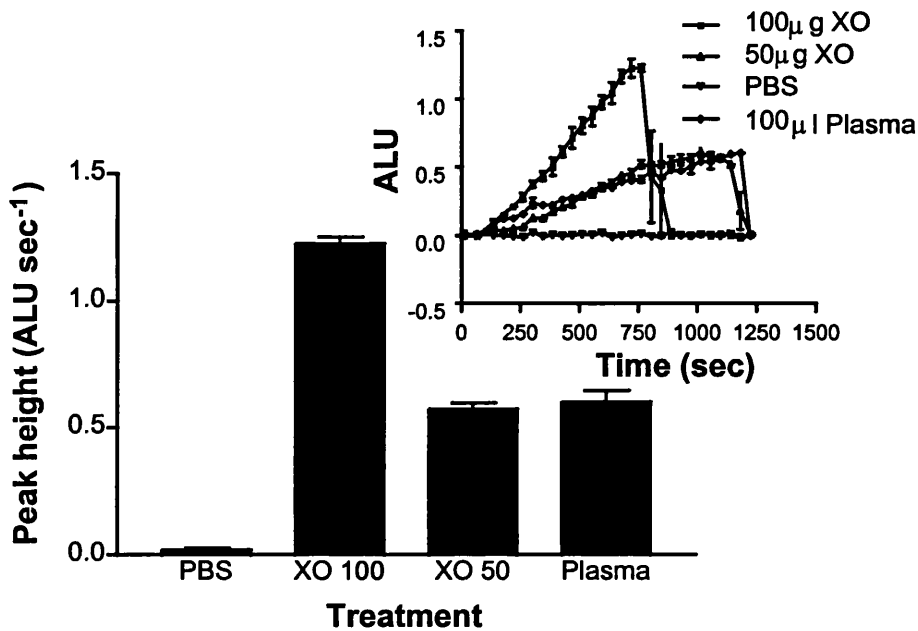 100μg XO
50μg XO
PBS
100μl Plasma
1.5
1.0
0.5
0.0
-0.5
ALU
0 250 500 750 1000 1250 1500
Time (sec)
1.5
1.0
0.5
0.0
Peak height (ALU sec⁻¹)
PBS XO 100 XO 50 Plasma
Treatment